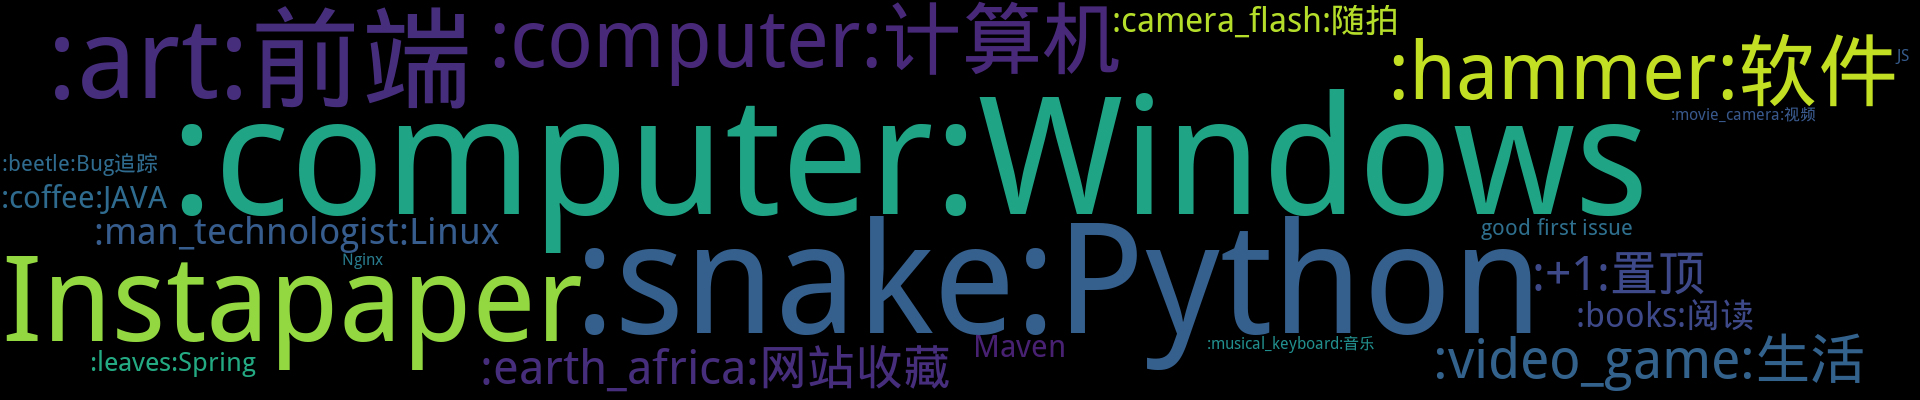 :art:前端
:computer:计算机
:camera_flash:随拍
:hammer:软件
JS
:computer:Windows
:movie_camera:视频
:beetle:Bug追踪
:coffee:JAVA
:man_technologist:Linux
:snake:Python
good first issue
Nginx
Instapaper
:+1:置顶
:books:阅读
:leaves:Spring
:earth_africa:网站收藏
Maven
:musical_keyboard:音乐
:video_game:生活